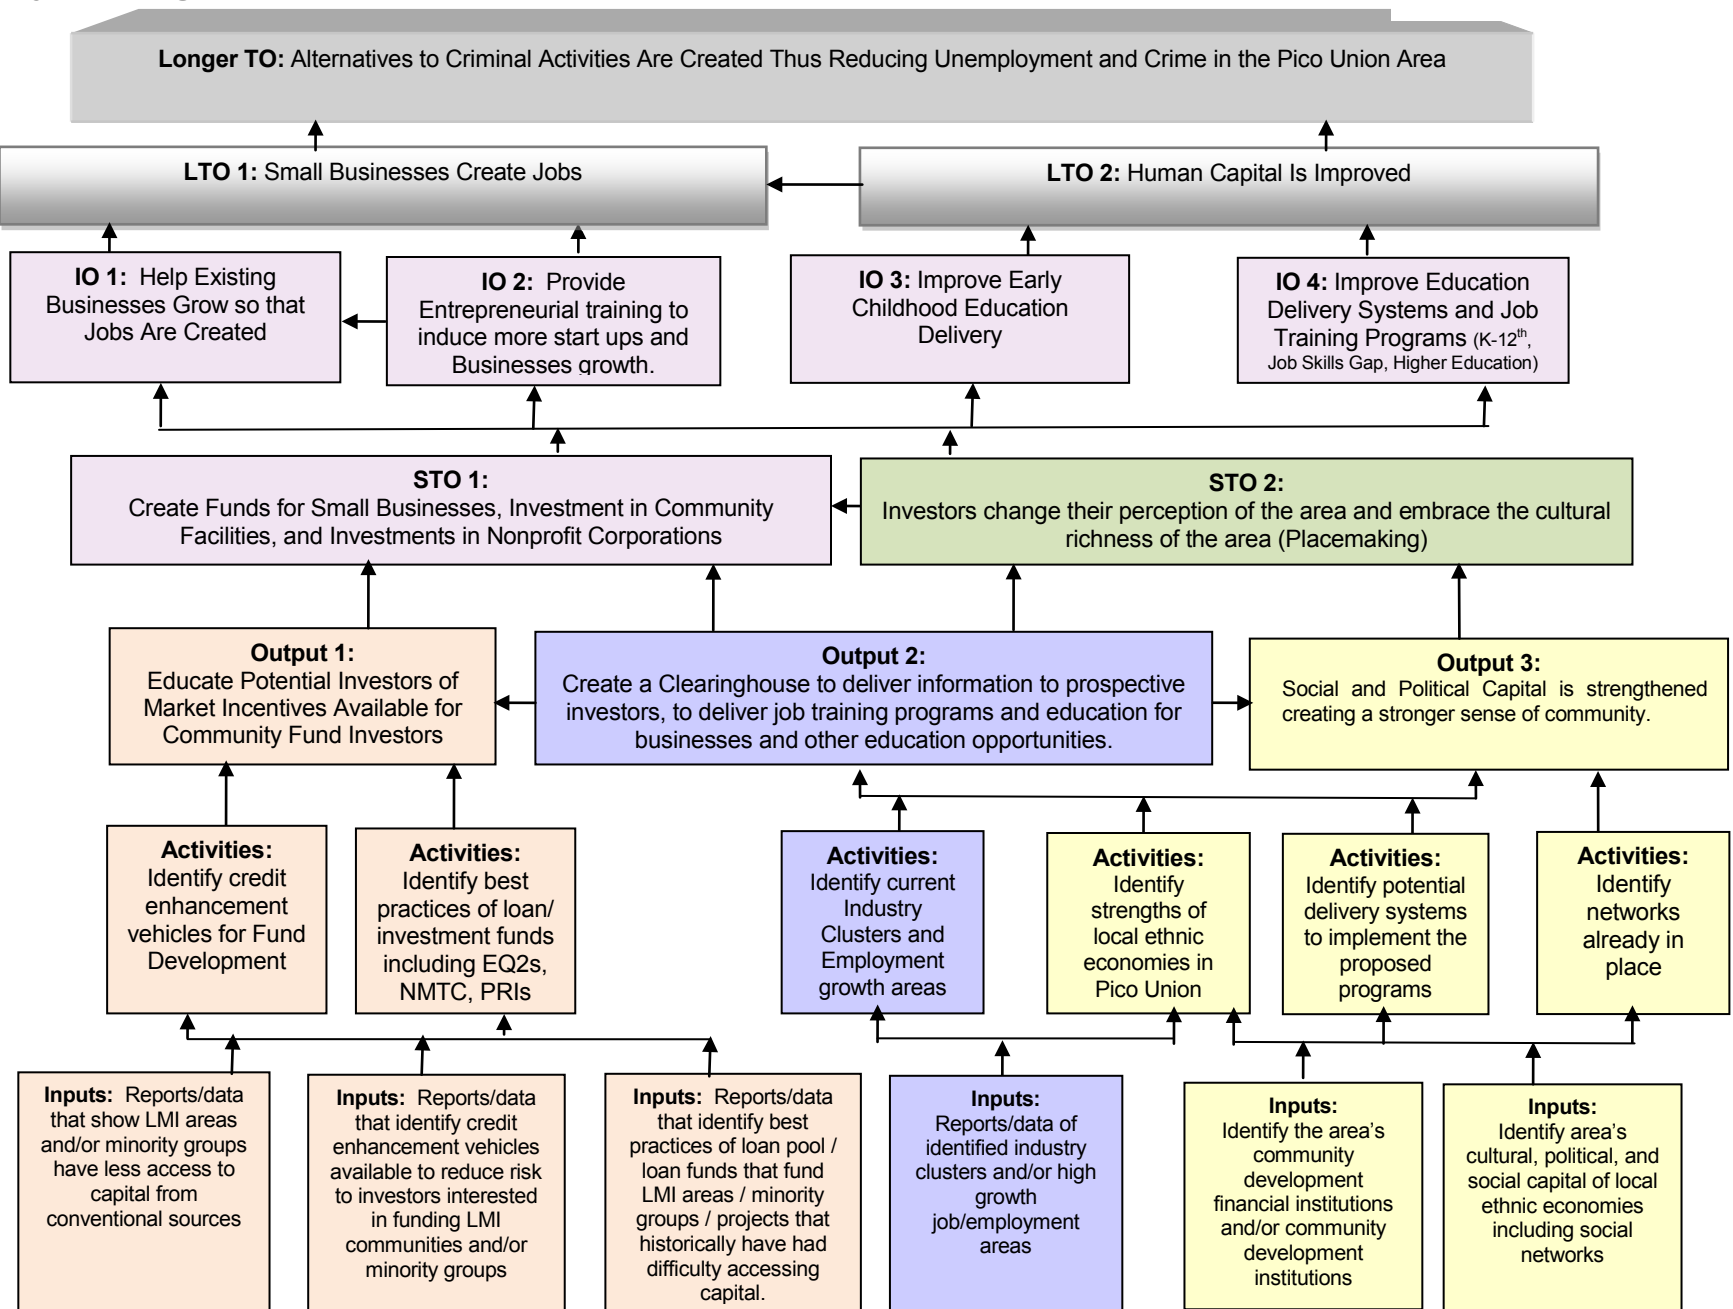 Longer TO: Alternatives to Criminal Activities Are Created Thus Reducing Unemployment and Crime in the Pico Union Area
LTO 1: Small Businesses Create Jobs
LTO 2: Human Capital Is Improved
IO 1: Help Existing
Businesses Grow so that
Jobs Are Created
IO 2: Provide
Entrepreneurial training to
induce more start ups and
Businesses growth.
IO 3: Improve Early
Childhood Education
Delivery
IO 4: Improve Education
Delivery Systems and Job
Training Programs (K-12th,
Job Skills Gap, Higher Education)
STO 1:
Create Funds for Small Businesses, Investment in Community
Facilities, and Investments in Nonprofit Corporations
STO 2:
Investors change their perception of the area and embrace the cultural
richness of the area (Placemaking)
Output 1:
Educate Potential Investors of
Market Incentives Available for
Community Fund Investors
Output 2:
Create a Clearinghouse to deliver information to prospective
investors, to deliver job training programs and education for
businesses and other education opportunities.
Output 3:
Social and Political Capital is strengthened
creating a stronger sense of community.
Activities:
Identify credit
enhancement
vehicles for Fund
Development
Activities:
Identify best
practices of loan/
investment funds
including EQ2s,
NMTC, PRIs
Activities:
Identify current
Industry
Clusters and
Employment
growth areas
Activities:
Identify
strengths of
local ethnic
economies in
Pico Union
Activities:
Identify potential
delivery systems
to implement the
proposed
programs
Activities:
Identify
networks
already in
place
Inputs: Reports/data
that show LMI areas
and/or minority groups
have less access to
capital from
conventional sources
Inputs: Reports/data
that identify credit
enhancement vehicles
available to reduce risk
to investors interested
in funding LMI
communities and/or
minority groups
Inputs: Reports/data
that identify best
practices of loan pool /
loan funds that fund
LMI areas / minority
groups / projects that
historically have had
difficulty accessing
capital.
Inputs:
Reports/data of
identified industry
clusters and/or high
growth
job/employment
areas
Inputs:
Identify the area's
community
development
financial institutions
and/or community
development
institutions
Inputs:
Identify area's
cultural, political, and
social capital of local
ethnic economies
including social
networks